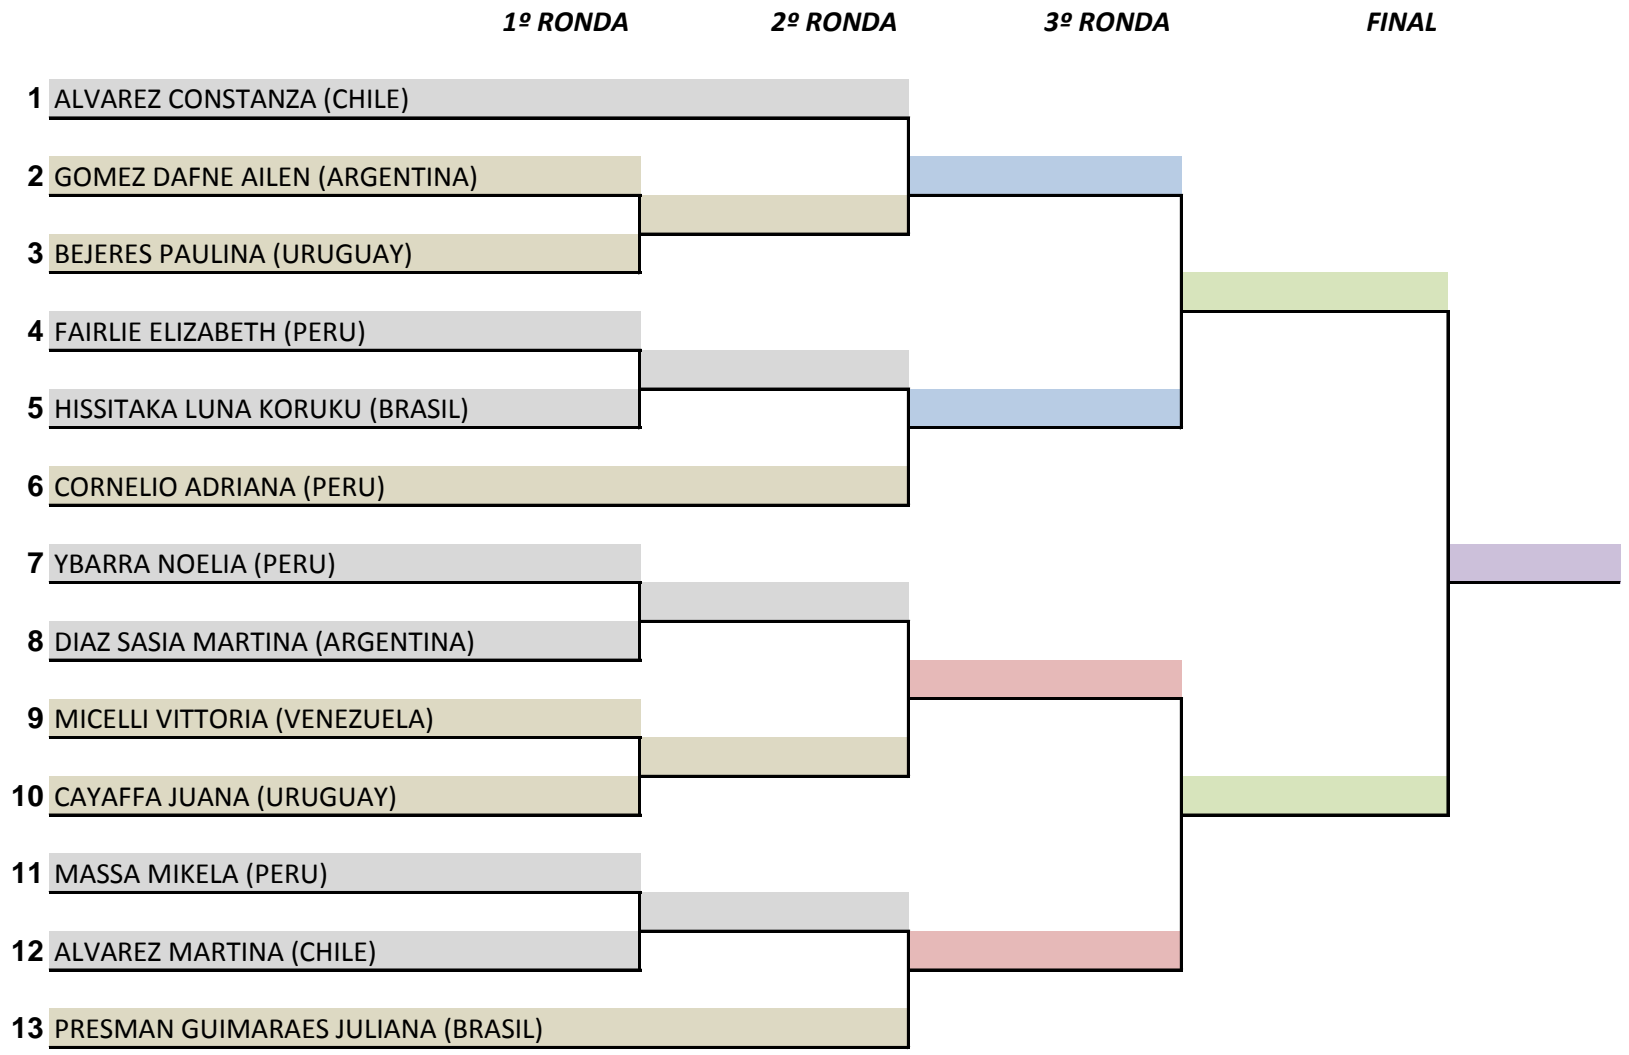 1º RONDA 2º RONDA 3º RONDA FINAL
1 ALVAREZ CONSTANZA (CHILE)
2 GOMEZ DAFNE AILEN (ARGENTINA)
3 BEJERES PAULINA (URUGUAY)
4 FAIRLIE ELIZABETH (PERU)
5 HISSITAKA LUNA KORUKU (BRASIL)
6 CORNELIO ADRIANA (PERU)
7 YBARRA NOELIA (PERU)
8 DIAZ SASIA MARTINA (ARGENTINA)
9 MICELLI VITTORIA (VENEZUELA)
10 CAYAFFA JUANA (URUGUAY)
11 MASSA MIKELA (PERU)
12 ALVAREZ MARTINA (CHILE)
13 PRESMAN GUIMARAES JULIANA (BRASIL)